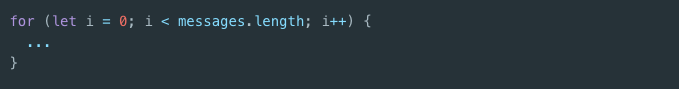 for (let i = 0; i < messages.length; i++) {
  ...
}